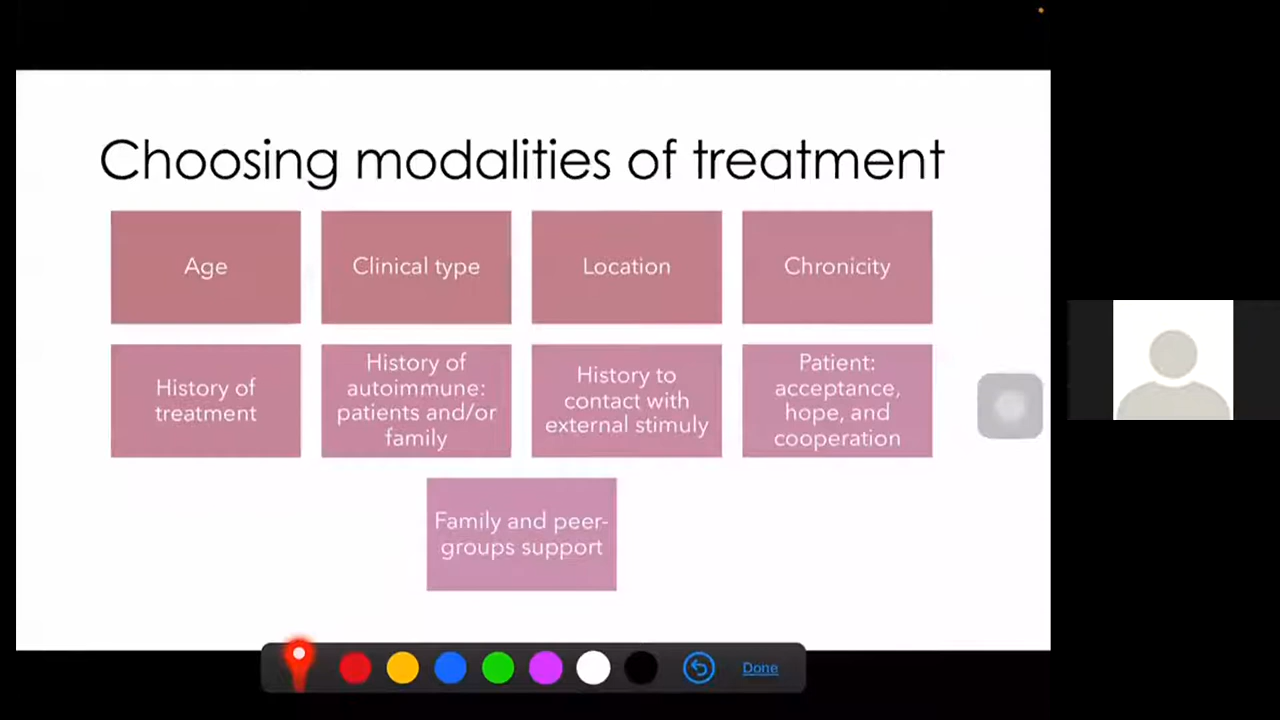 Choosing modalities of treatment
Age
Clinical type
Location
Chronicity
History of
treatment
History of
autoimmune:
patients and/or
family
History to
contact with
external stimuly
Patient:
acceptance,
hope, and
cooperation
Family and peer-
groups support
Done